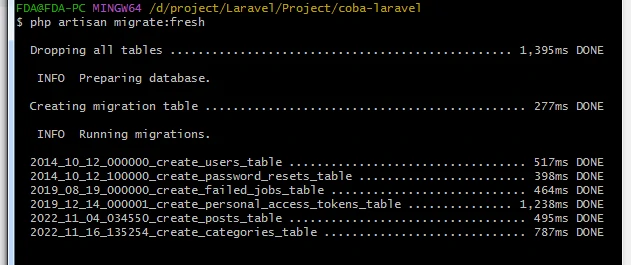 FDA@FDA-PC MINGW64 /d/project/Laravel/Project/coba-laravel
$ php artisan migrate:fresh
Dropping all tables ................................................. 1,395ms DONE
INFO  Preparing database.
Creating migration table .............................................. 277ms DONE
INFO  Running migrations.
2014_10_12_000000_create_users_table .................................. 517ms DONE
2014_10_12_100000_create_password_resets_table ........................ 398ms DONE
2019_08_19_000000_create_failed_jobs_table ............................ 464ms DONE
2019_12_14_000001_create_personal_access_tokens_table ............... 1,238ms DONE
2022_11_04_034550_create_posts_table .................................. 495ms DONE
2022_11_16_135254_create_categories_table ............................. 787ms DONE